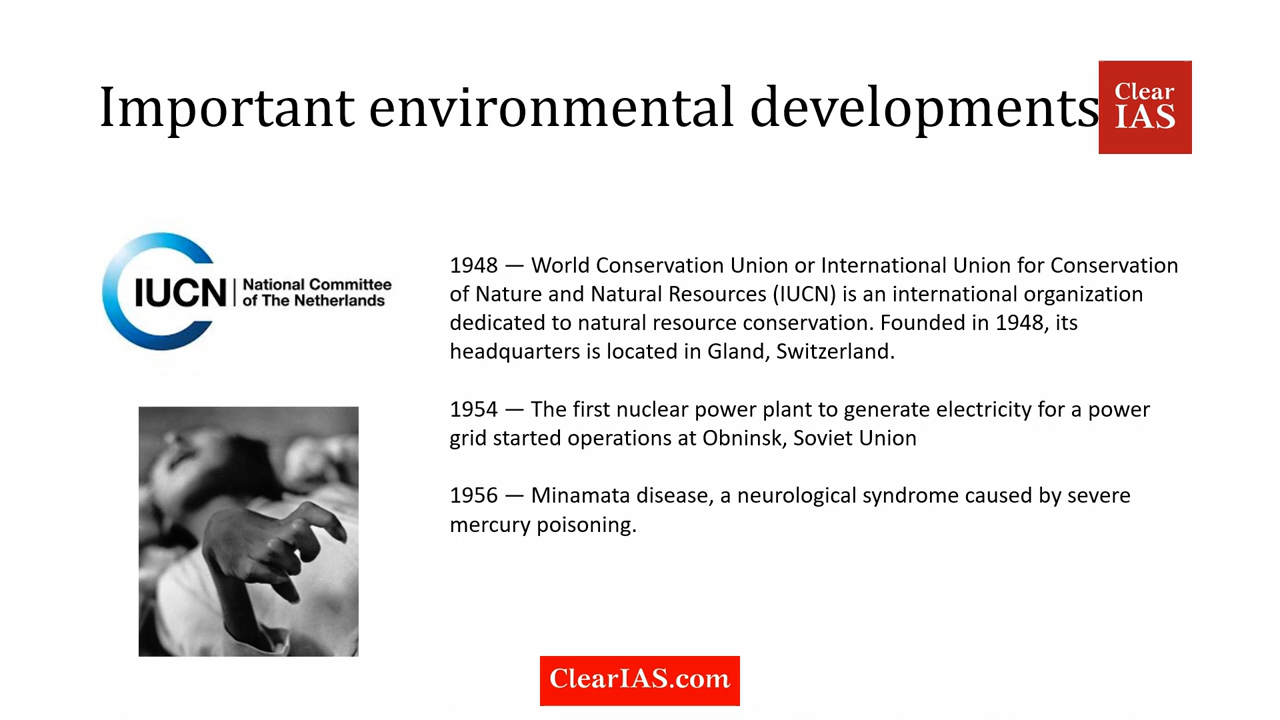 Important environmental developments
Clear
IAS
IUCN
National Committee
of The Netherlands
1948 — World Conservation Union or International Union for Conservation
of Nature and Natural Resources (IUCN) is an international organization
dedicated to natural resource conservation. Founded in 1948, its
headquarters is located in Gland, Switzerland.
1954 — The first nuclear power plant to generate electricity for a power
grid started operations at Obninsk, Soviet Union
1956 — Minamata disease, a neurological syndrome caused by severe
mercury poisoning.
ClearIAS.com